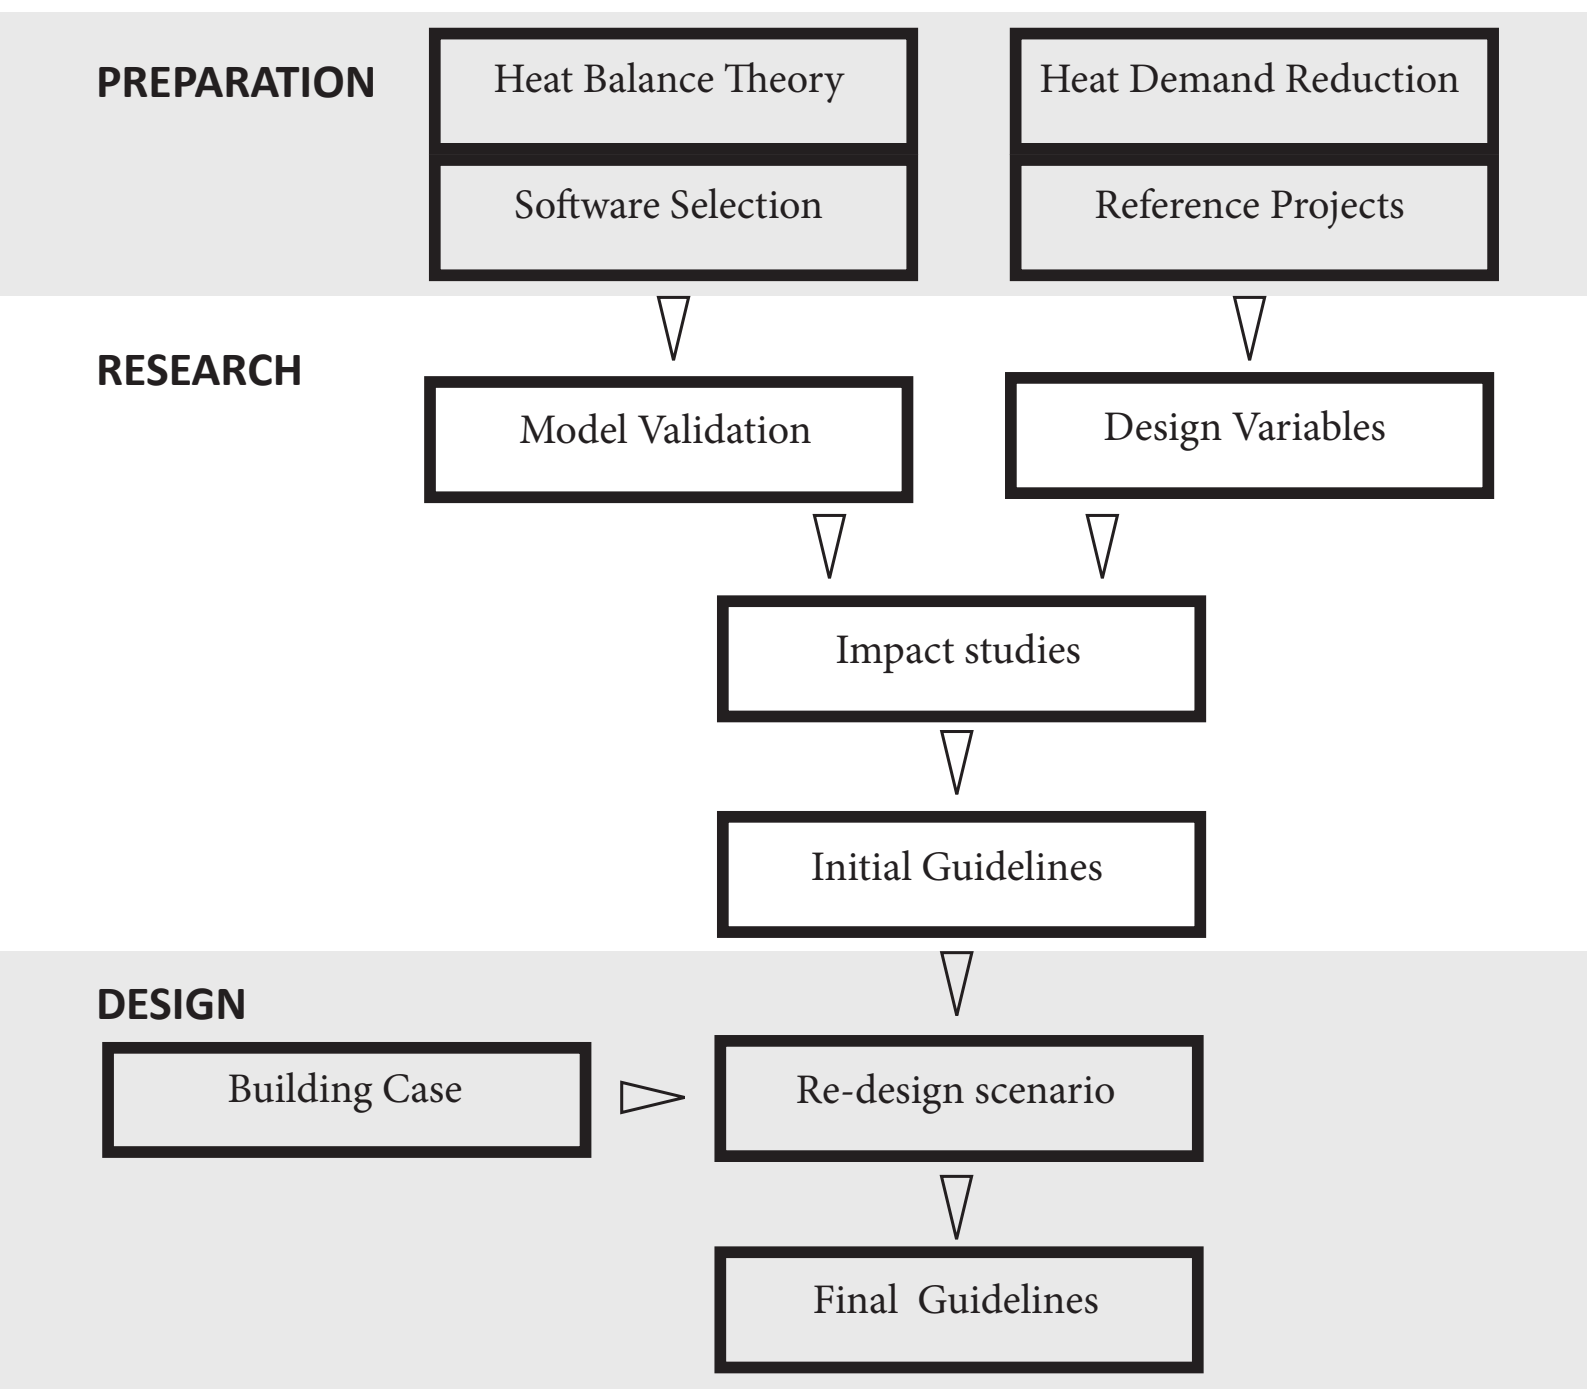 PREPARATION
Heat Balance Theory
Heat Demand Reduction
Software Selection
Reference Projects
RESEARCH
Model Validation
Design Variables
Impact studies
Initial Guidelines
DESIGN
Building Case
Re-design scenario
Final Guidelines